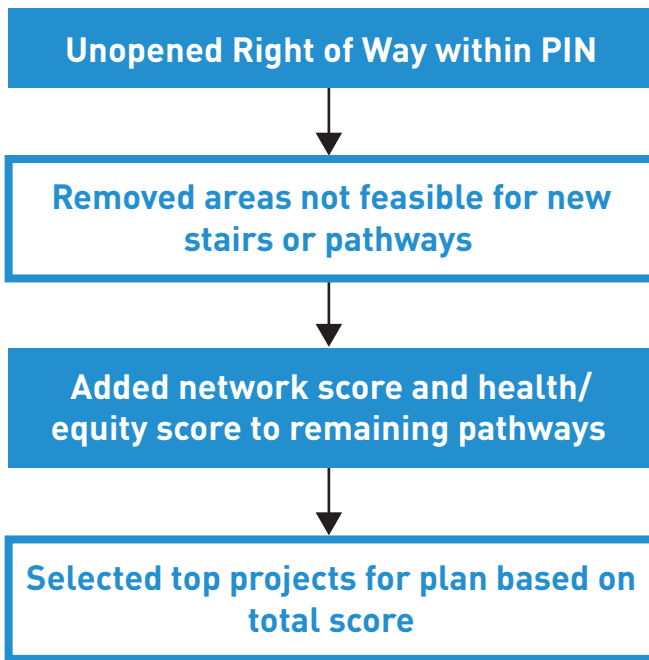 Unopened Right of Way within PIN
Removed areas not feasible for new
stairs or pathways
Added network score and health/
equity score to remaining pathways
Selected top projects for plan based on
total score